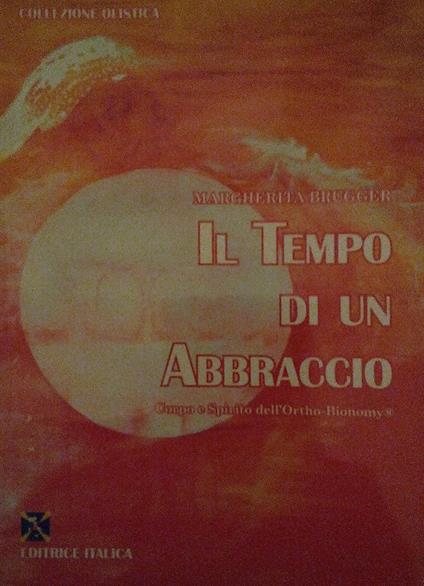 COLLEZIONE OLISTICA
MARGHERITA BRUGGER
IL TEMPO
DI UN
ABBRACCIO
Corpo e Spirito dell'Ortho-Bionomy®
EDITRICE ITALICA